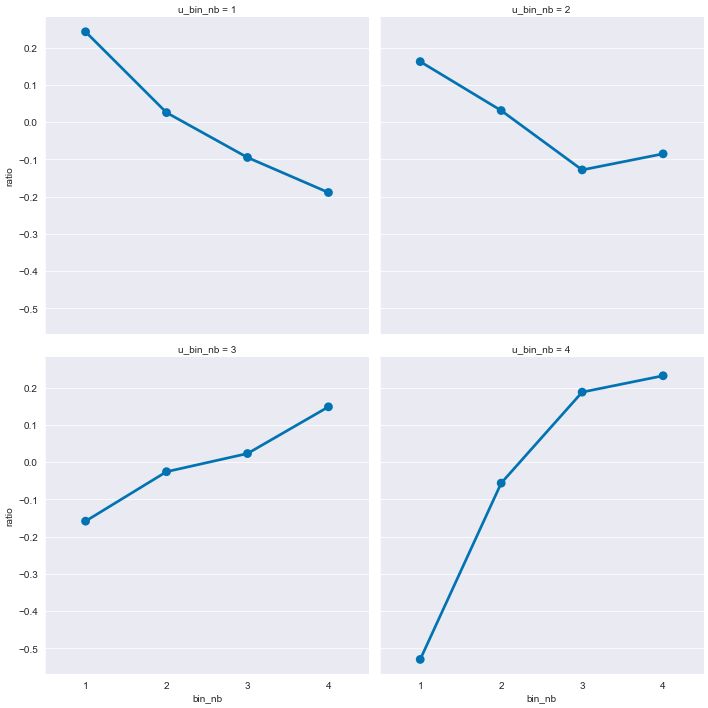 u_bin_nb = 1
u_bin_nb = 2
0.2
0.1
0.0
−0.1
−0.2
−0.3
−0.4
−0.5
ratio
u_bin_nb = 3
u_bin_nb = 4
0.2
0.1
0.0
−0.1
−0.2
−0.3
−0.4
−0.5
ratio
1 2 3 4
1 2 3 4
bin_nb
bin_nb